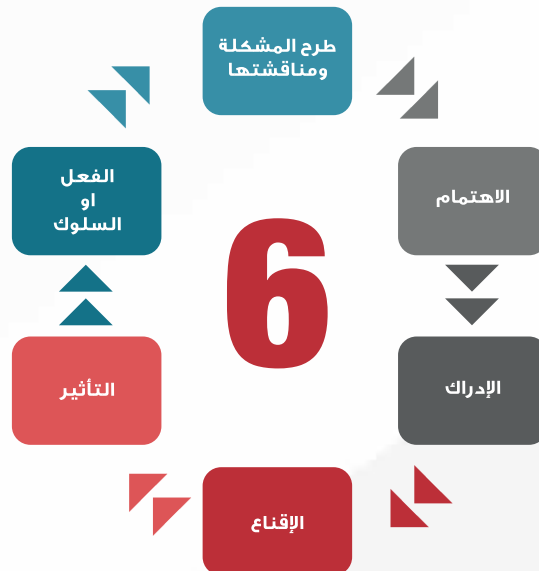 طرح المشكلة
ومناقشتها
الاهتمام
الإدراك
الإقناع
التأثير
الفعل
او
السلوك
6